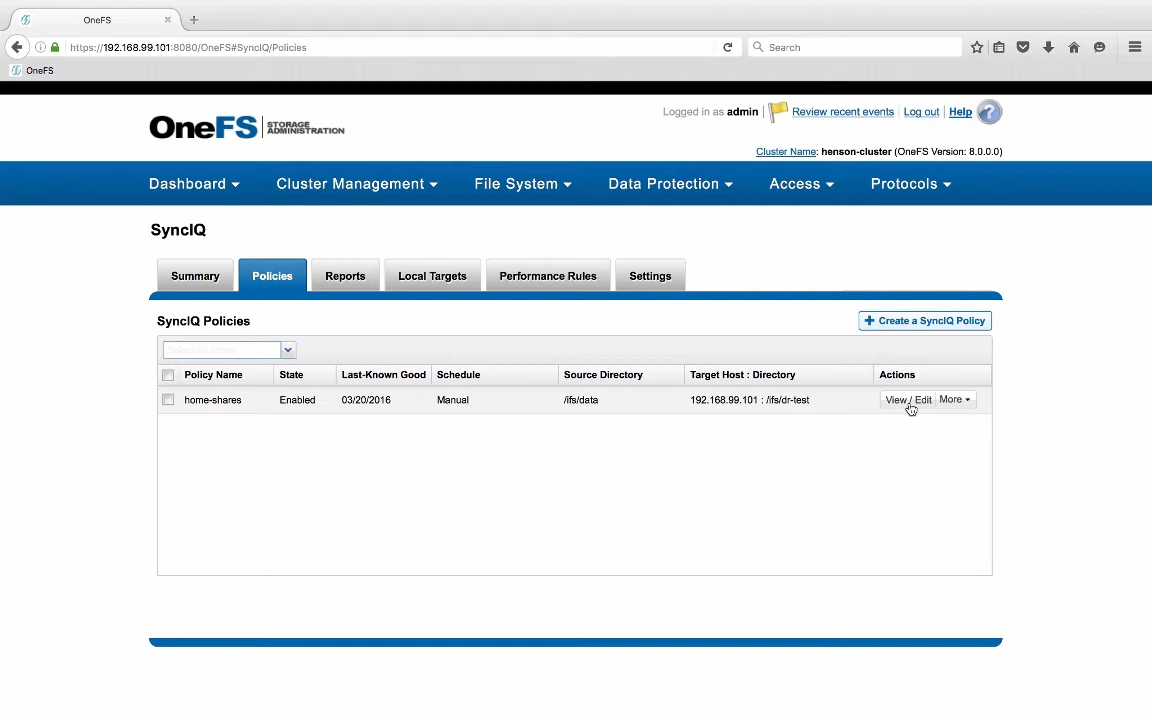 OneFS
https://192.168.99.101:8080/OneFS#SyncIQ/Policies
Search
OneFS
Logged in as admin Review recent events Log out Help
OneFS STORAGE ADMINISTRATION
Cluster Name: henson-cluster (OneFS Version: 8.0.0.0)
Dashboard Cluster Management File System Data Protection Access Protocols
SyncIQ
Summary Policies Reports Local Targets Performance Rules Settings
SyncIQ Policies
Create a SyncIQ Policy
Select an action
Policy Name State Last-Known Good Schedule Source Directory Target Host : Directory Actions
home-shares Enabled 03/20/2016 Manual /ifs/data 192.168.99.101 : /ifs/dr-test View / Edit More